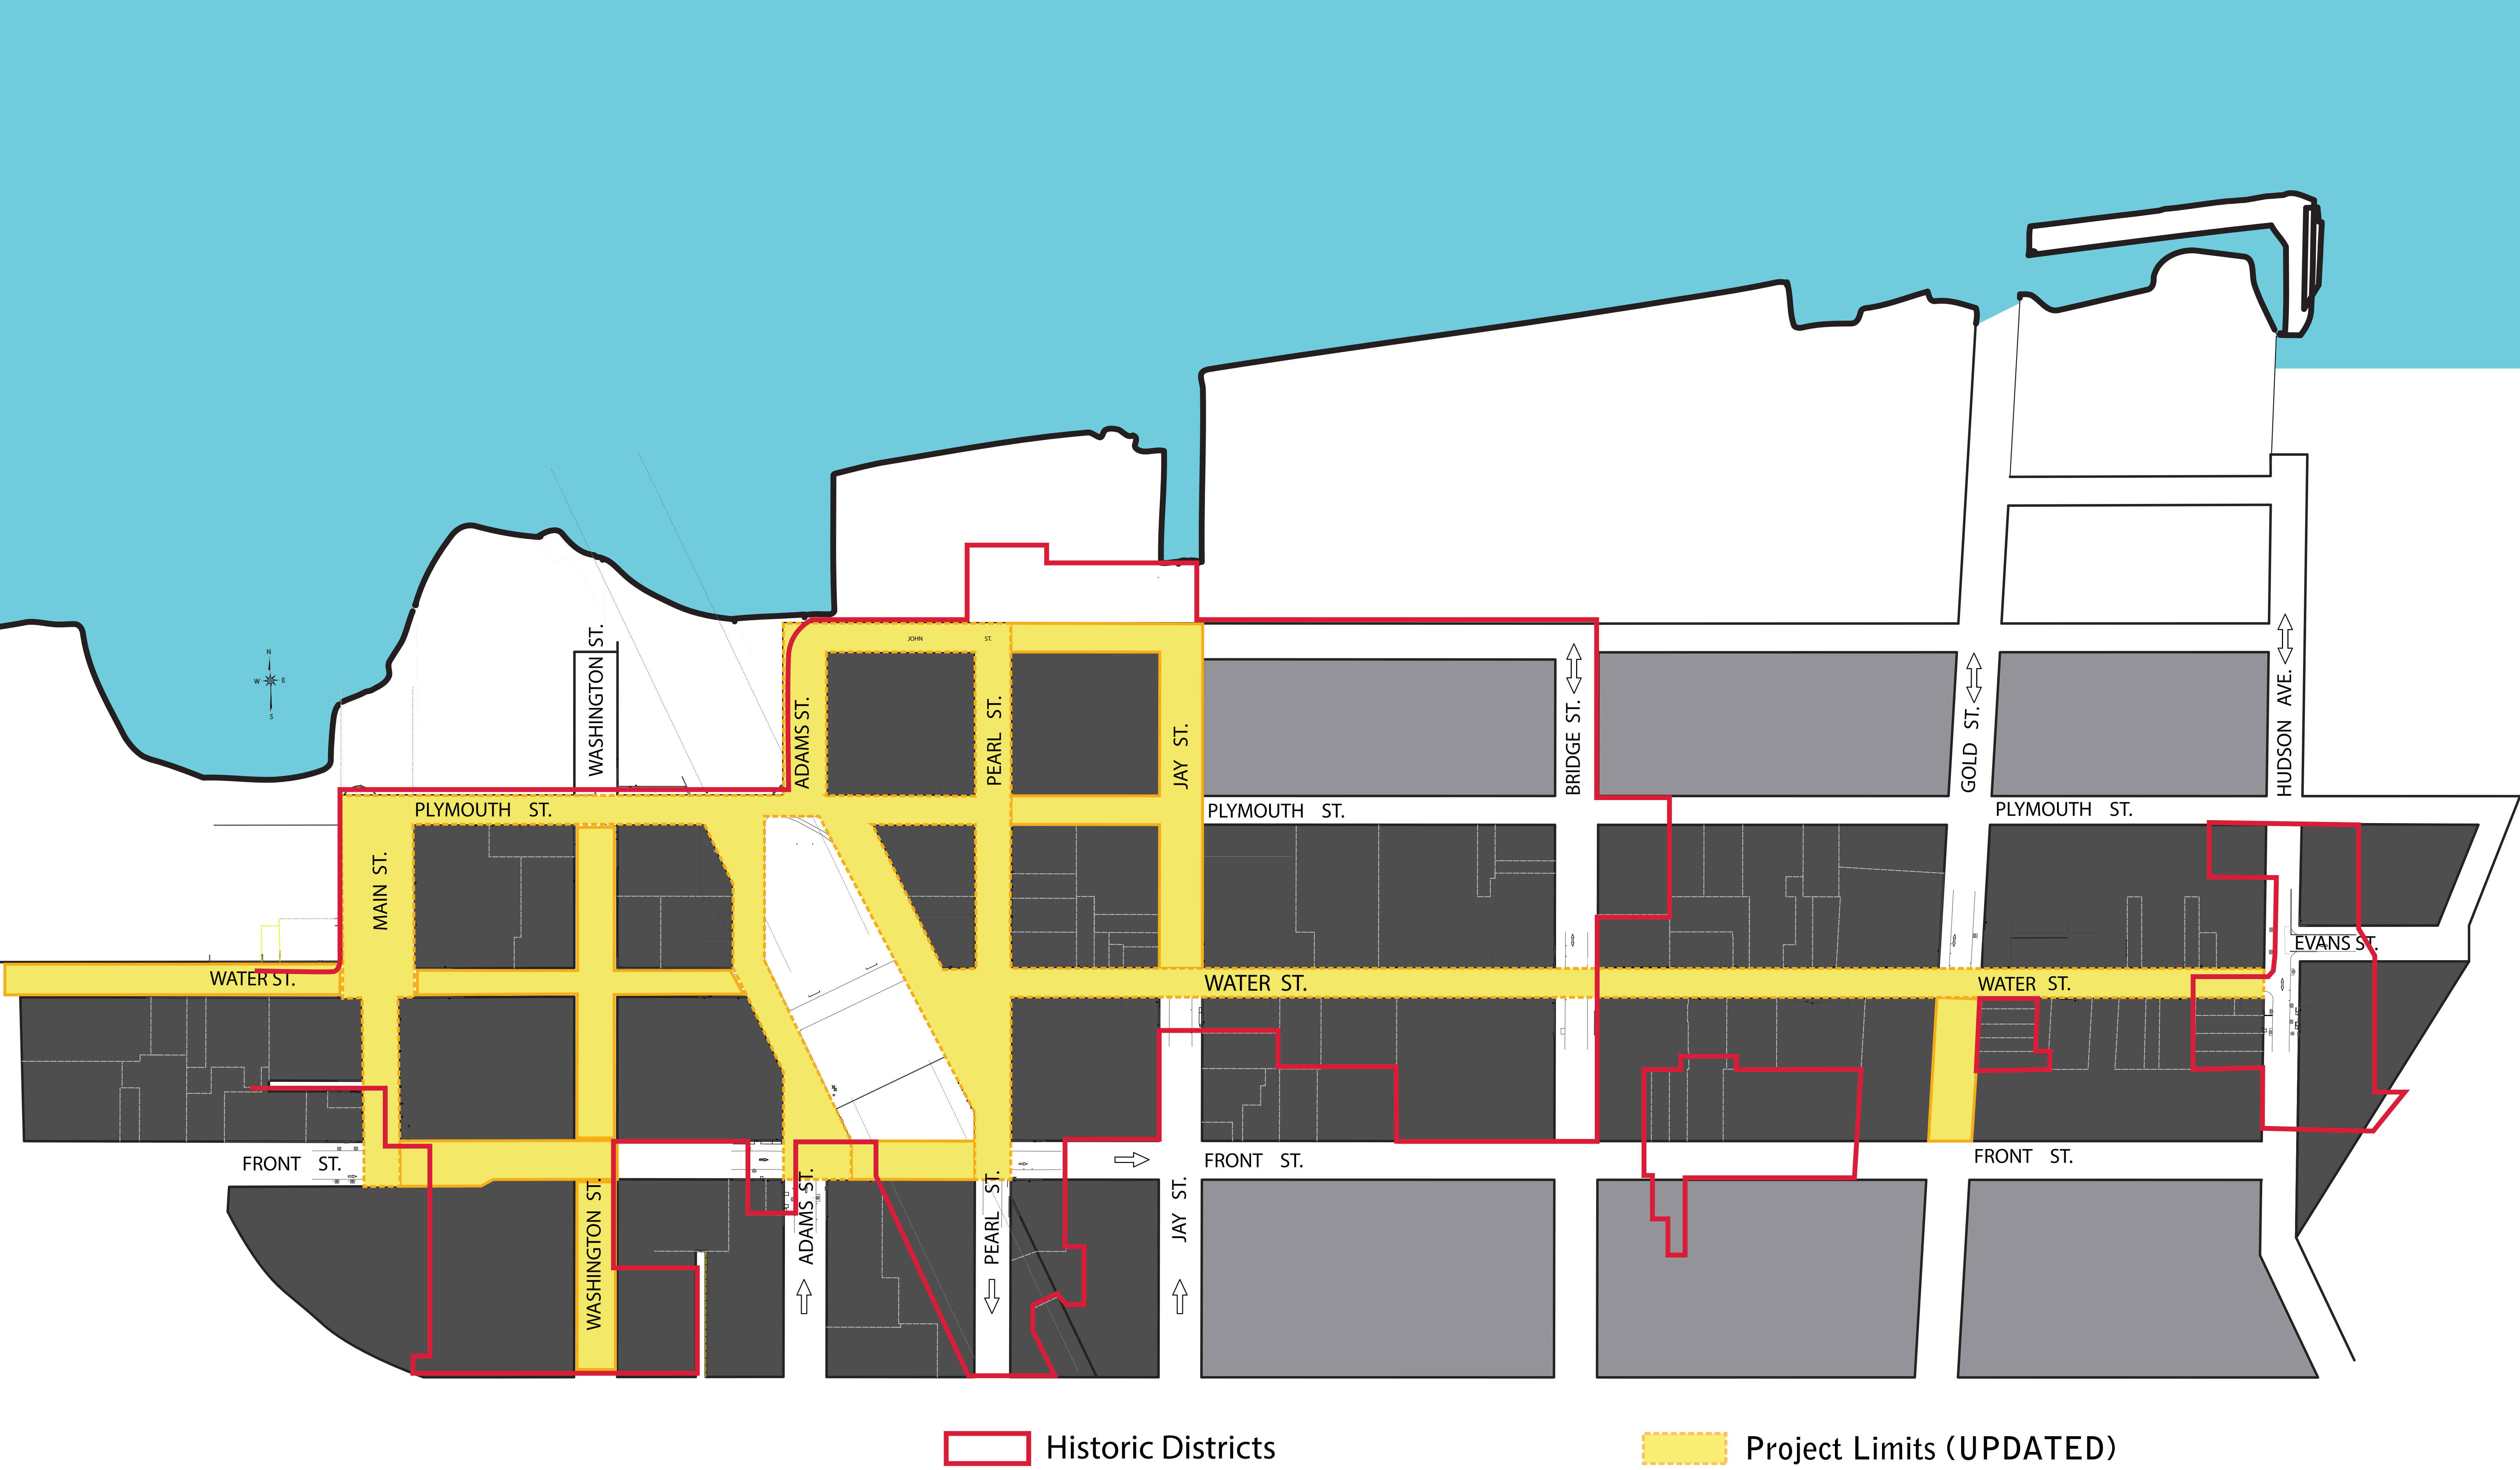 N
W E
S
WASHINGTON ST.
JOHN ST.
ADAMS ST.
PEARL ST.
JAY ST.
BRIDGE ST.
GOLD ST.
HUDSON AVE.
PLYMOUTH ST.
PLYMOUTH ST.
PLYMOUTH ST.
MAIN ST.
EVANS ST.
WATER ST.
WATER ST.
WATER ST.
FRONT ST.
FRONT ST.
FRONT ST.
WASHINGTON ST.
ADAMS ST.
PEARL ST.
JAY ST.
Historic Districts
Project Limits (UPDATED)